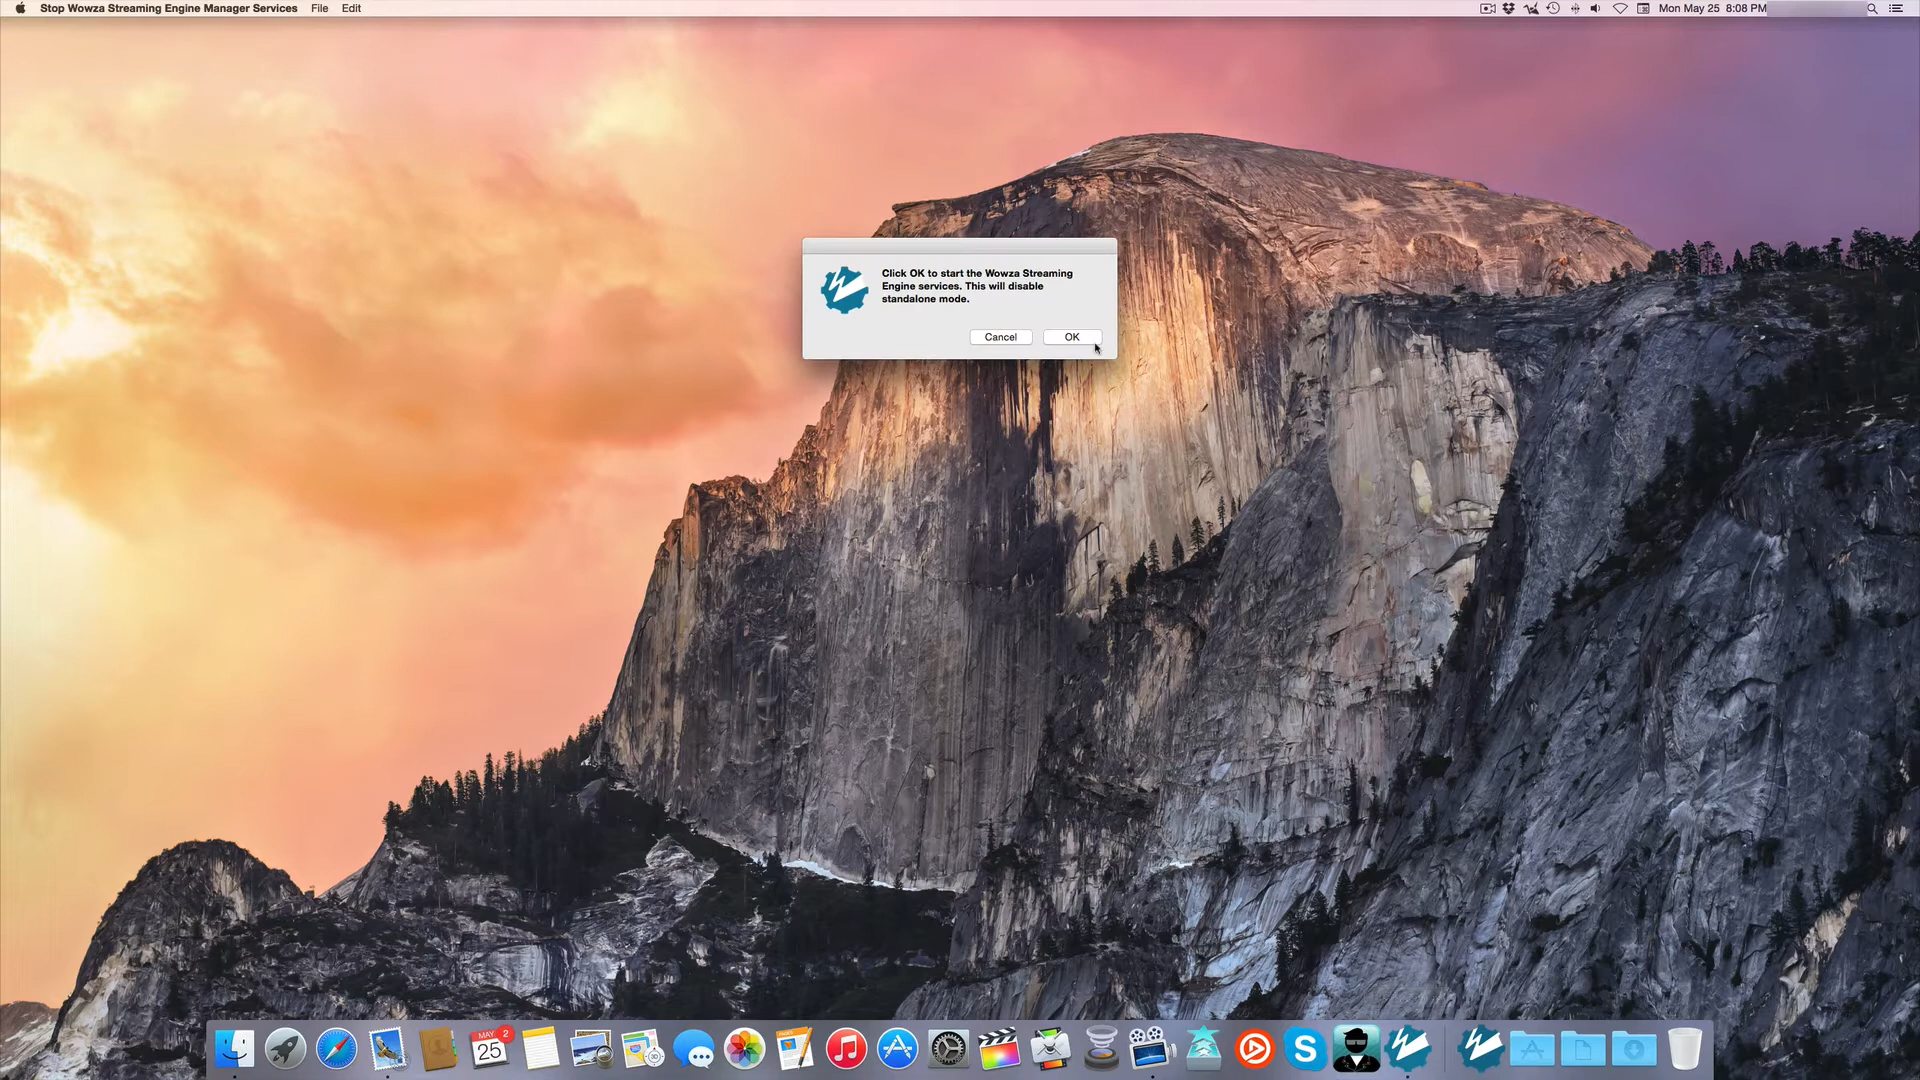 Stop Wowza Streaming Engine Manager Services File Edit
Mon May 25 8:08 PM
Click OK to start the Wowza Streaming
Engine services. This will disable
standalone mode.
Cancel OK
MAY
2
25